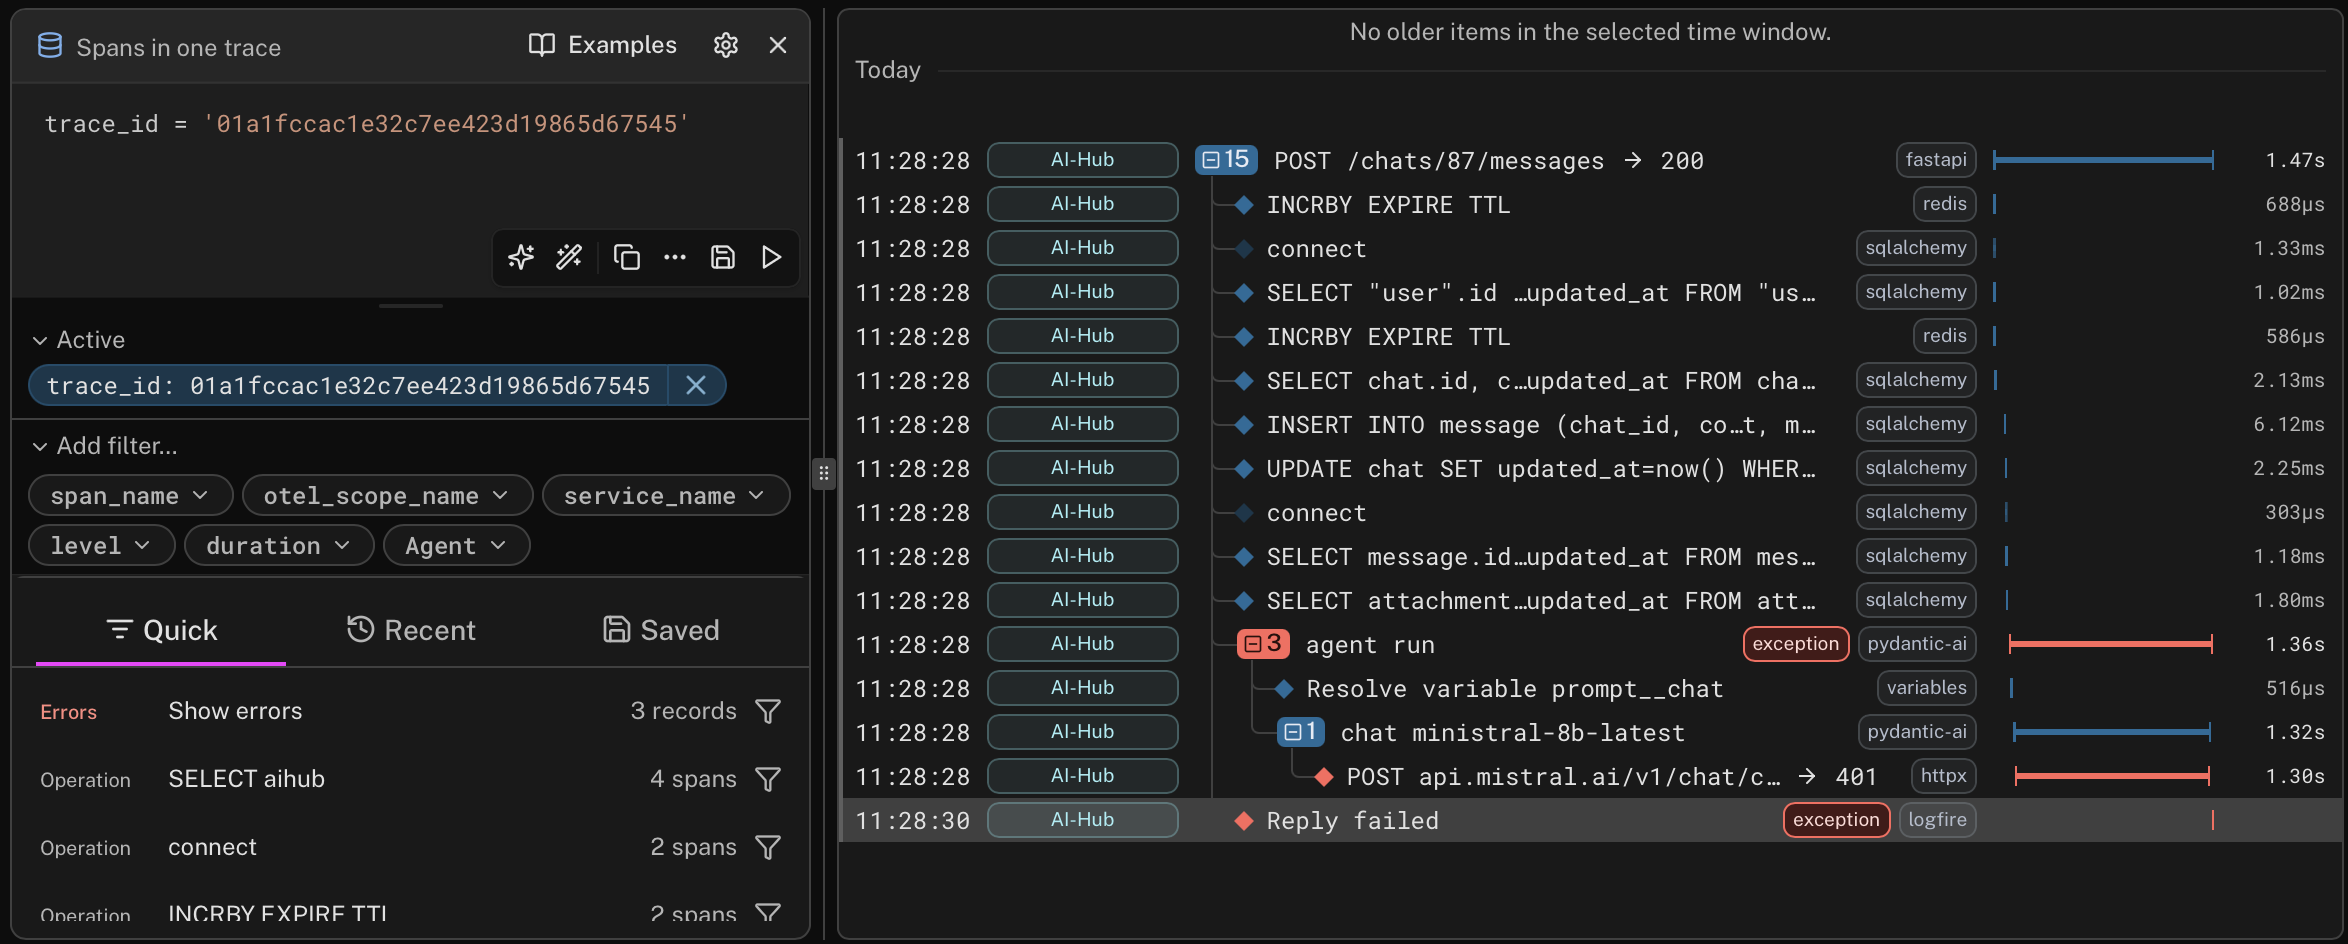 Spans in one trace
Examples
trace_id = '01a1fccac1e32c7ee423d19865d67545'
Active
trace_id: 01a1fccac1e32c7ee423d19865d67545
Add filter...
span_name
otel_scope_name
service_name
level
duration
Agent
Quick
Recent
Saved
Errors Show errors 3 records
Operation SELECT aihub 4 spans
Operation connect 2 spans
Operation INCRBY EXPIRE TTL 2 spans
No older items in the selected time window.
Today
11:28:28 AI-Hub 15 POST /chats/87/messages → 200 fastapi 1.47s
11:28:28 AI-Hub INCRBY EXPIRE TTL redis 688µs
11:28:28 AI-Hub connect sqlalchemy 1.33ms
11:28:28 AI-Hub SELECT "user".id …updated_at FROM "us… sqlalchemy 1.02ms
11:28:28 AI-Hub INCRBY EXPIRE TTL redis 586µs
11:28:28 AI-Hub SELECT chat.id, c…updated_at FROM cha… sqlalchemy 2.13ms
11:28:28 AI-Hub INSERT INTO message (chat_id, co…t, m… sqlalchemy 6.12ms
11:28:28 AI-Hub UPDATE chat SET updated_at=now() WHER… sqlalchemy 2.25ms
11:28:28 AI-Hub connect sqlalchemy 303µs
11:28:28 AI-Hub SELECT message.id…updated_at FROM mes… sqlalchemy 1.18ms
11:28:28 AI-Hub SELECT attachment…updated_at FROM att… sqlalchemy 1.80ms
11:28:28 AI-Hub 3 agent run exception pydantic-ai 1.36s
11:28:28 AI-Hub Resolve variable prompt__chat variables 516µs
11:28:28 AI-Hub 1 chat ministral-8b-latest pydantic-ai 1.32s
11:28:28 AI-Hub POST api.mistral.ai/v1/chat/c… → 401 httpx 1.30s
11:28:30 AI-Hub Reply failed exception logfire